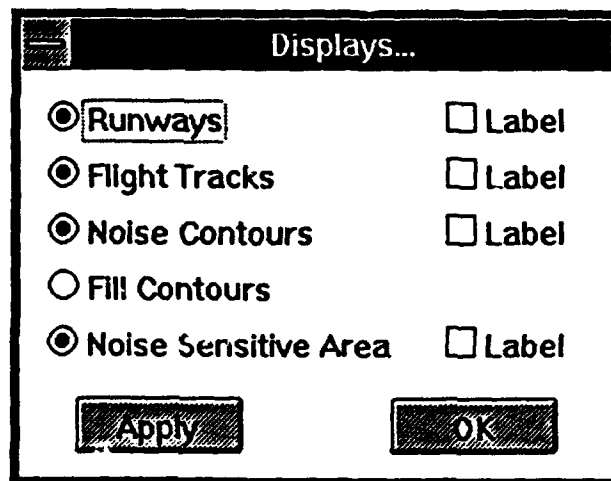 Displays...
Runways Label
Flight Tracks Label
Noise Contours Label
Fill Contours
Noise Sensitive Area Label
Apply OK